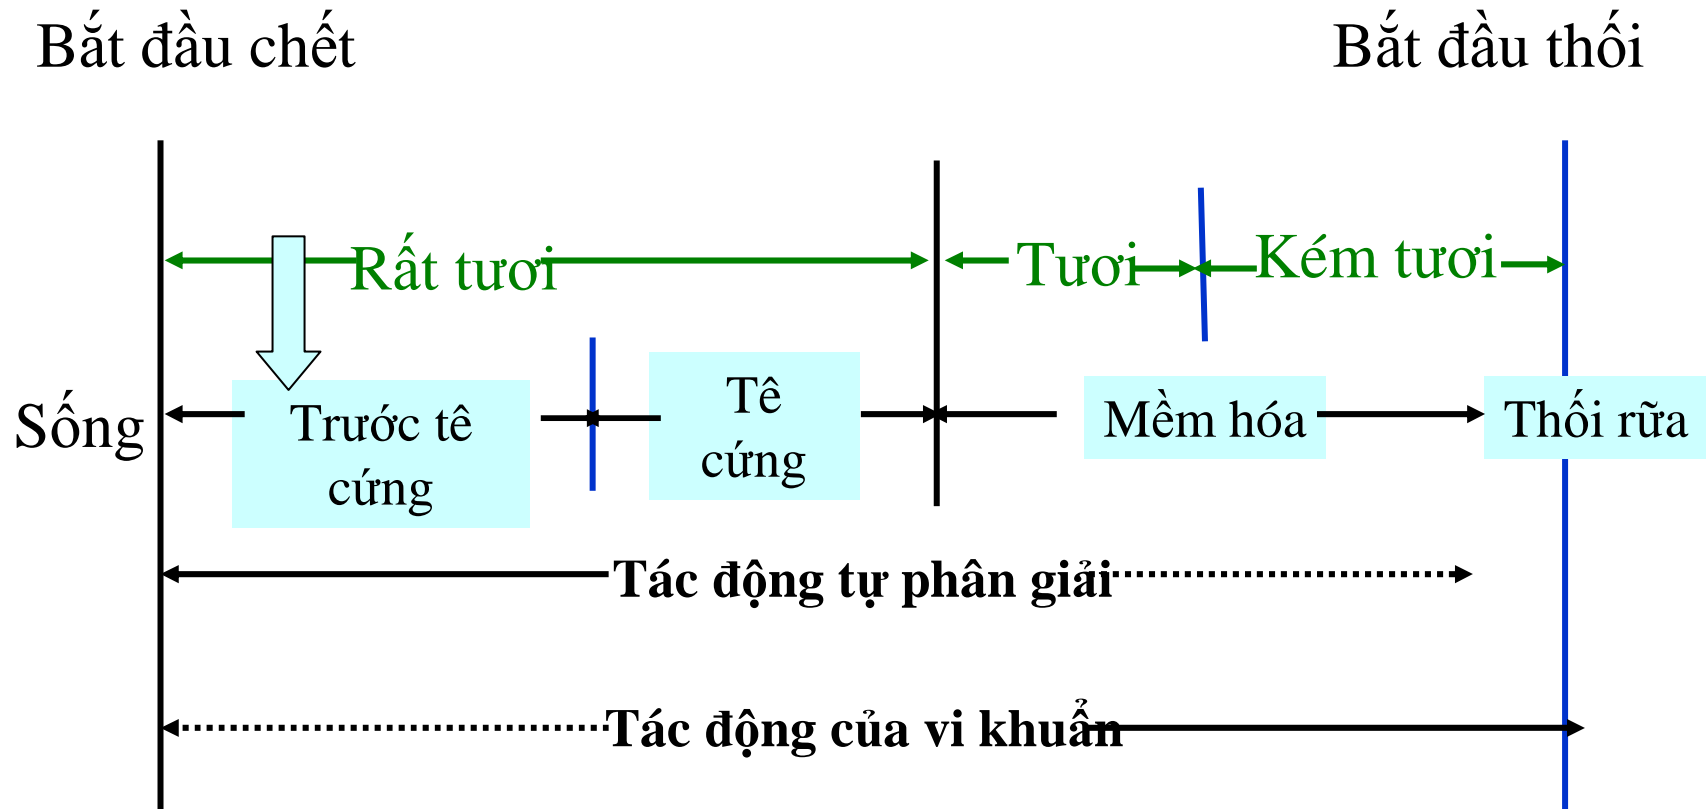 Bắt đầu chết
Bắt đầu thối
Rất tươi
Tươi
Kém tươi
Sống
Trước tê
cứng
Tê
cứng
Mềm hóa
Thối rữa
Tác động tự phân giải
Tác động của vi khuẩn